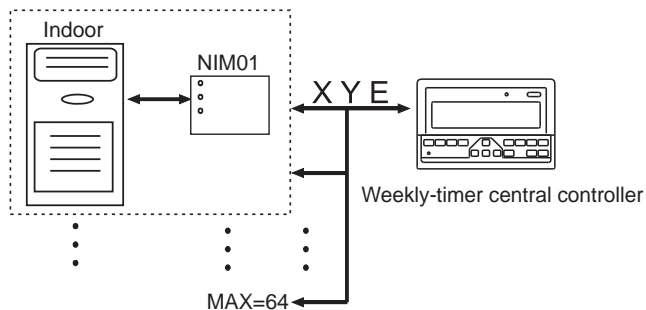 Indoor
NIM01
X Y E
Weekly-timer central controller
MAX=64